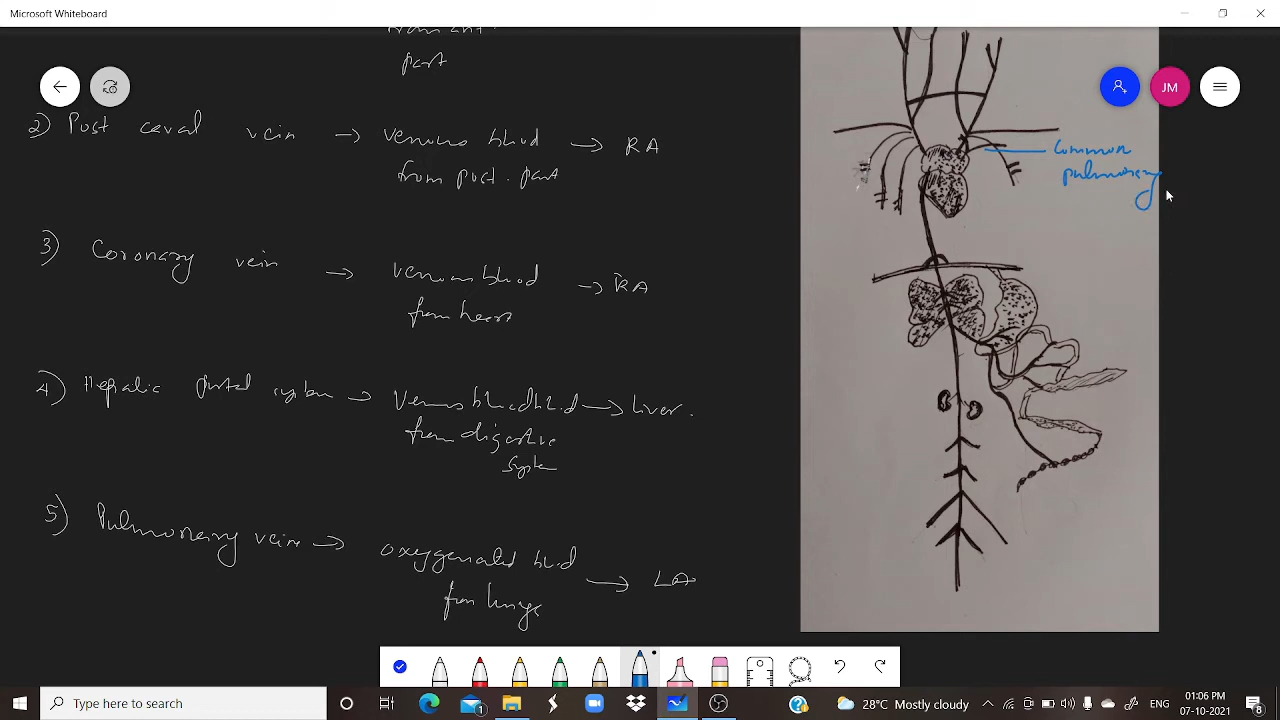 Microsoft Whiteboard
part
2) Post caval vein → venous blood → RA
from post. part
JM
Common
pulmonary
3) Coronary vein → venous blood → RA
from heart
4) Hepatic portal system → Venous blood → liver.
from digestive
System
5) Pulmonary vein → oxygenated blood → LA
from lungs
Type here to search
1
28°C Mostly cloudy
01:06 PM
07-10-2021
8